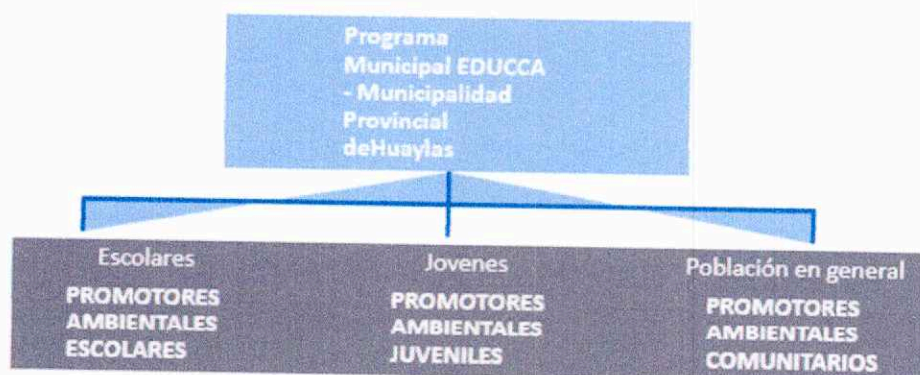 Programa
Municipal EDUCCA
- Municipalidad
Provincial
deHuaylas
Escolares
PROMOTORES
AMBIENTALES
ESCOLARES
Jovenes
PROMOTORES
AMBIENTALES
JUVENILES
Población en general
PROMOTORES
AMBIENTALES
COMUNITARIOS